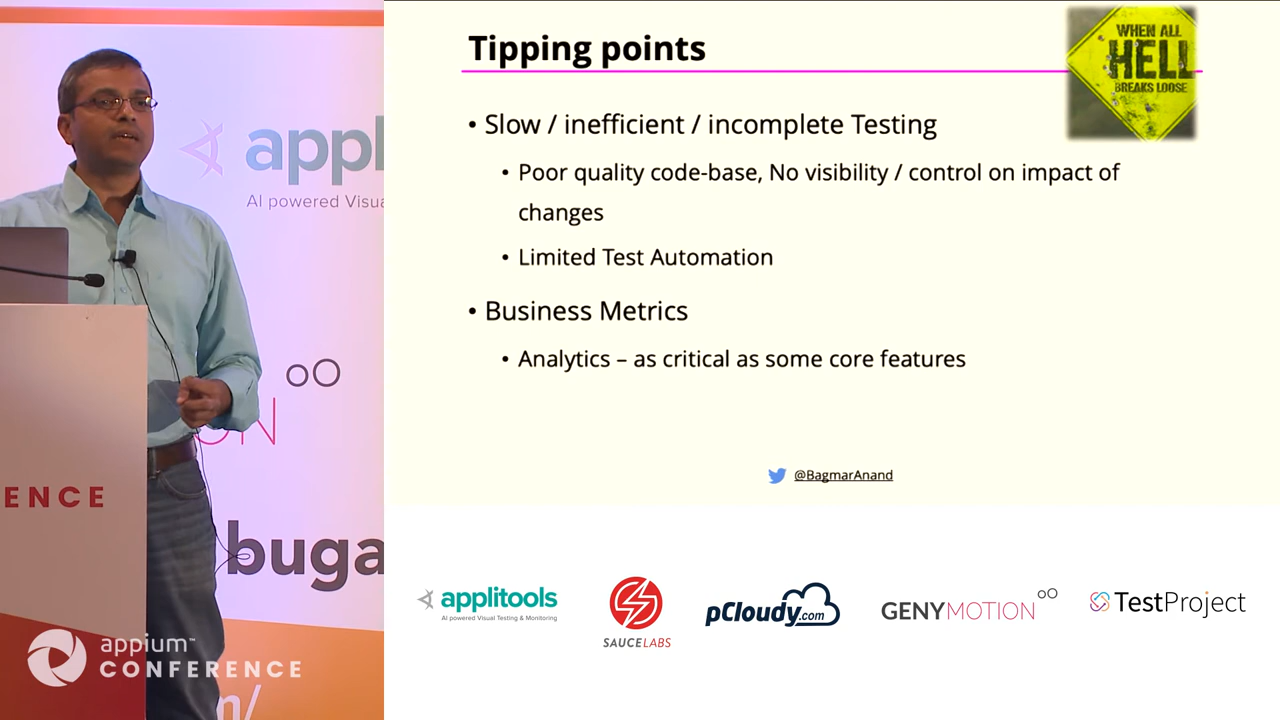 Tipping points
WHEN ALL
HELL
BREAKS LOOSE
• Slow / inefficient / incomplete Testing
• Poor quality code-base, No visibility / control on impact of
changes
• Limited Test Automation
• Business Metrics
• Analytics – as critical as some core features
@BagmarAnand
applitools
AI powered Visual Testing & Monitoring
SAUCELABS
pCloudy.com
GENYMOTION
TestProject
appl
AI powered Visua
ON
ENCE
buga
m/
appium™
CONFERENCE